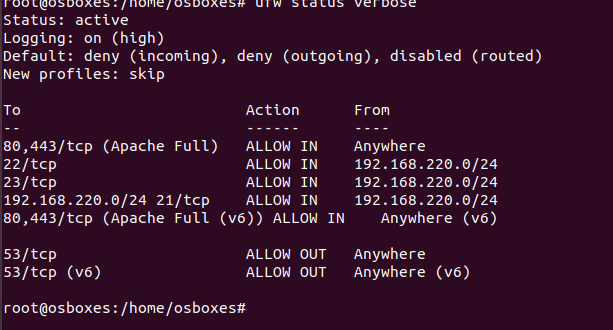 root@osboxes:/home/osboxes# ufw status verbose
Status: active
Logging: on (high)
Default: deny (incoming), deny (outgoing), disabled (routed)
New profiles: skip
To                         Action      From
--                         ------      ----
80,443/tcp (Apache Full)   ALLOW IN    Anywhere
22/tcp                     ALLOW IN    192.168.220.0/24
23/tcp                     ALLOW IN    192.168.220.0/24
192.168.220.0/24 21/tcp    ALLOW IN    192.168.220.0/24
80,443/tcp (Apache Full (v6)) ALLOW IN    Anywhere (v6)
53/tcp                     ALLOW OUT   Anywhere
53/tcp (v6)                ALLOW OUT   Anywhere (v6)
root@osboxes:/home/osboxes#